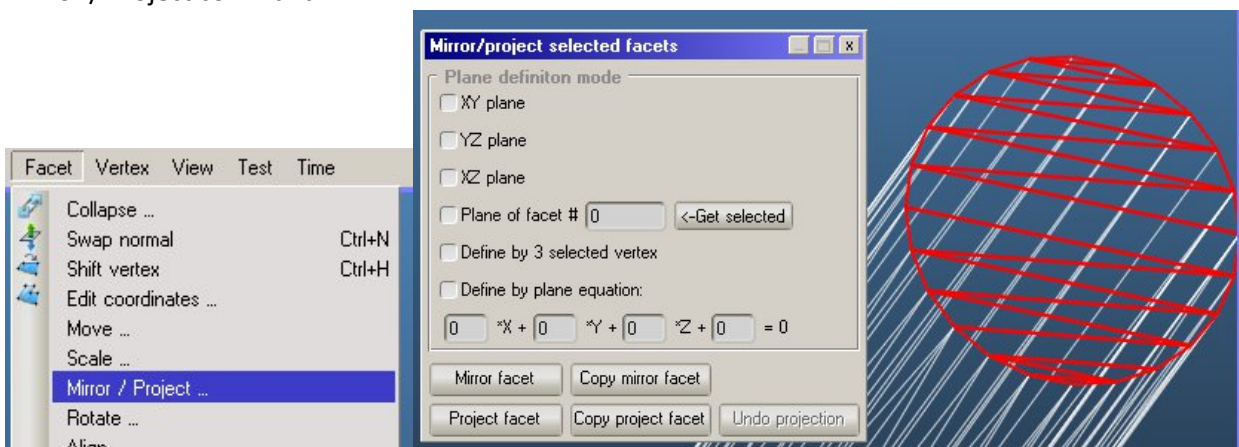 Facet Vertex View Test Time
Collapse ...
Swap normal Ctrl+N
Shift vertex Ctrl+H
Edit coordinates ...
Move ...
Scale ...
Mirror / Project ...
Rotate ...
Mirror/project selected facets
Plane definiton mode
XY plane
YZ plane
XZ plane
Plane of facet # 0 <-Get selected
Define by 3 selected vertex
Define by plane equation:
0 *X + 0 *Y + 0 *Z + 0 = 0
Mirror facet Copy mirror facet
Project facet Copy project facet Undo projection